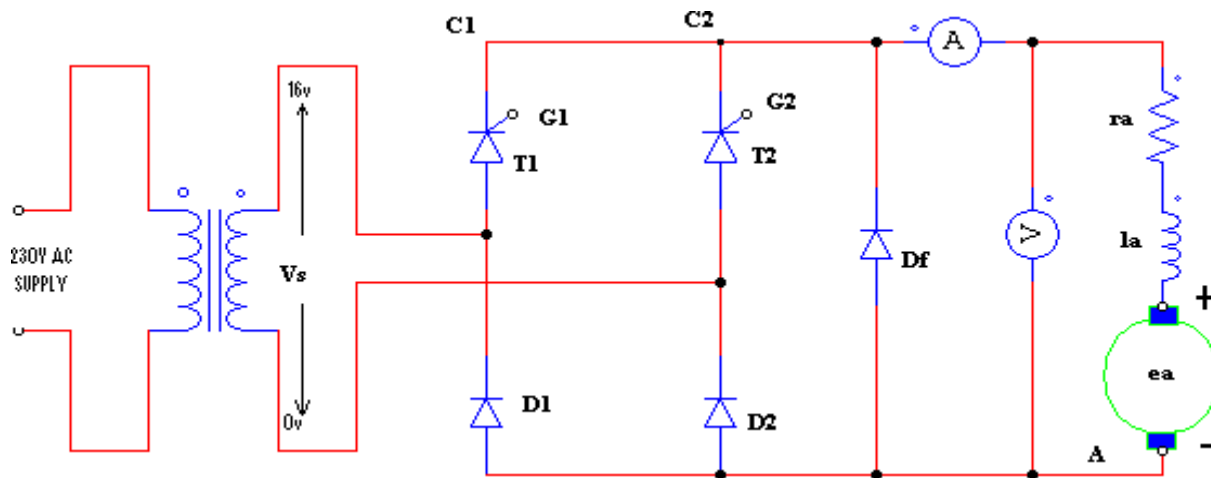 C1
C2
A
16v
G1
G2
T1
T2
ra
230V AC
SUPPLY
Vs
Df
V
la
+
ea
D1
D2
0v
A
-